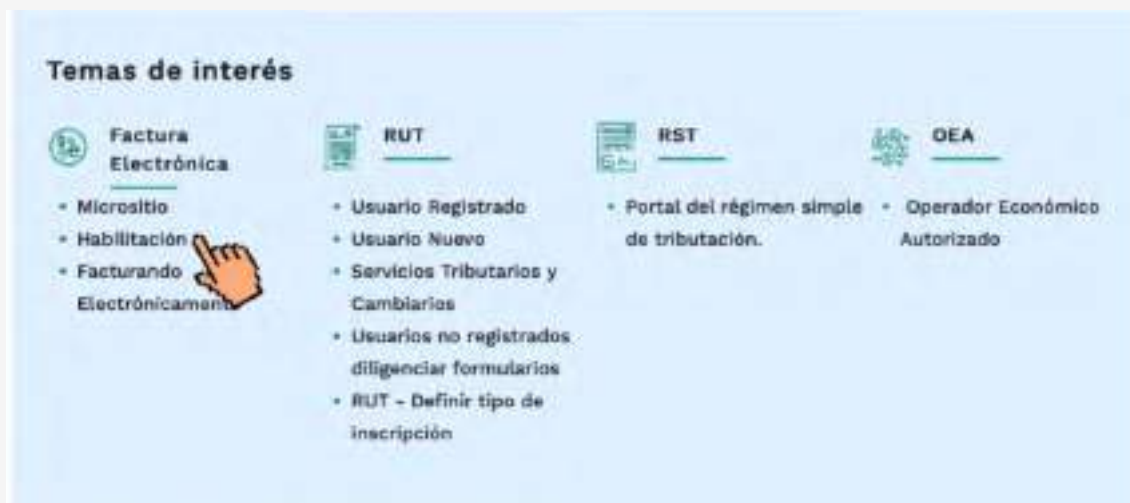 Temas de interés
Factura
Electrónica
• Micrositio
• Habilitación
• Facturando
Electrónicamente
RUT
• Usuario Registrado
• Usuario Nuevo
• Servicios Tributarios y
Cambiarios
• Usuarios no registrados
diligenciar formularios
• RUT - Definir tipo de
inscripción
RST
• Portal del régimen simple
de tributación.
OEA
• Operador Económico
Autorizado